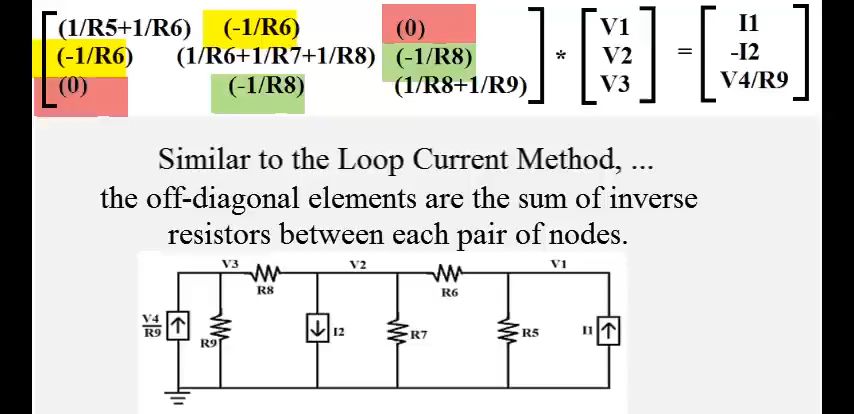 (1/R5+1/R6) (-1/R6) (0) V1 I1
(-1/R6) (1/R6+1/R7+1/R8) (-1/R8) * V2 = -I2
(0) (-1/R8) (1/R8+1/R9) V3 V4/R9
Similar to the Loop Current Method, ...
the off-diagonal elements are the sum of inverse
resistors between each pair of nodes.
V3 V2 V1
R8 R6
V4
R9
R9 I2 R7 R5 I1